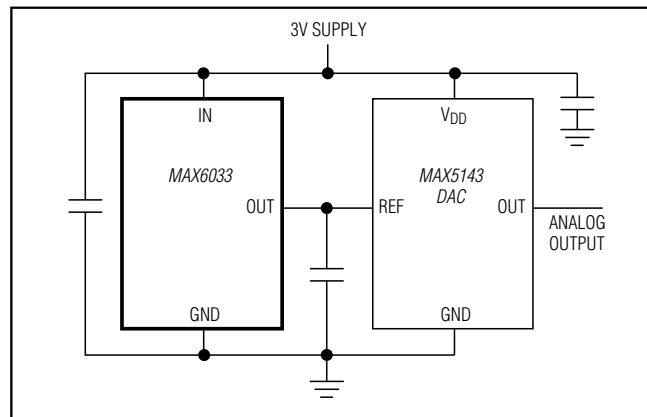 3V SUPPLY
IN
VDD
MAX6033
MAX5143
DAC
OUT
REF
OUT
ANALOG
OUTPUT
GND
GND